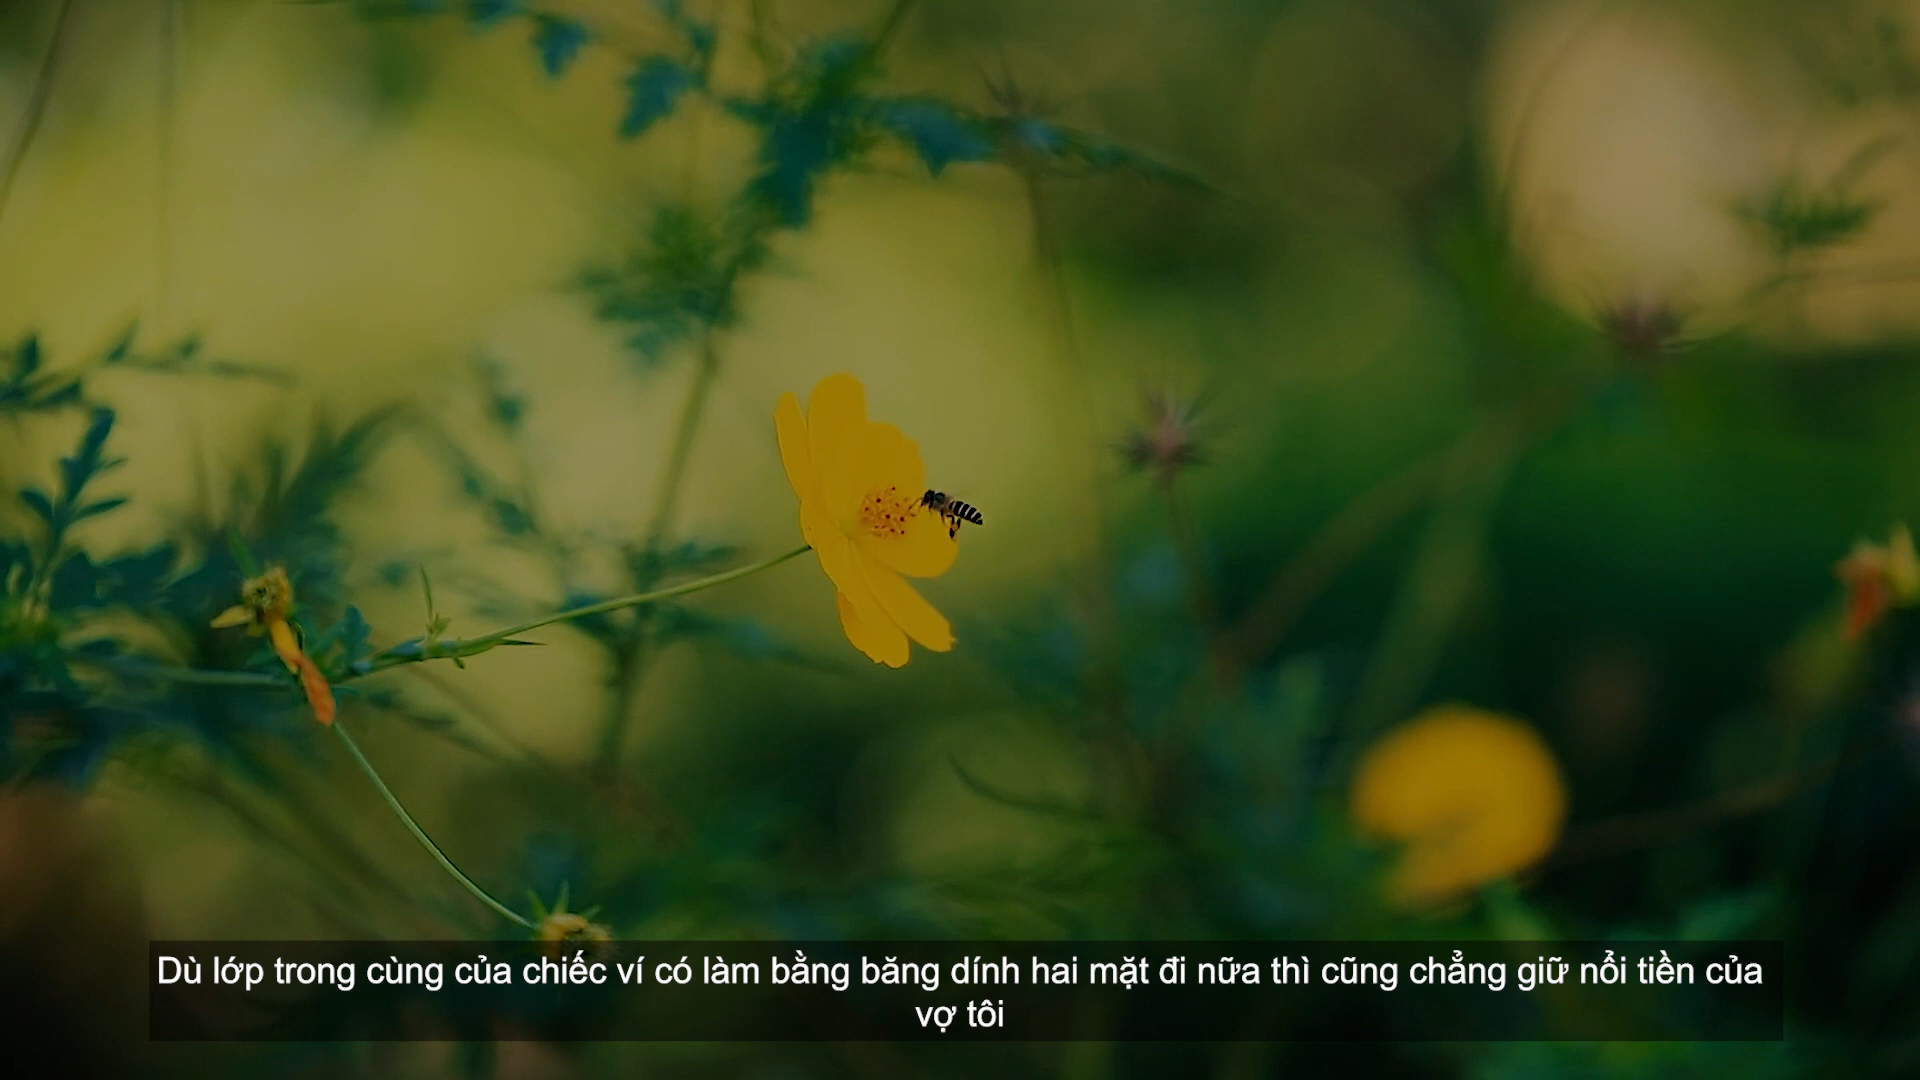 Dù lớp trong cùng của chiếc ví có làm bằng băng dính hai mặt đi nữa thì cũng chẳng giữ nổi tiền của
vợ tôi